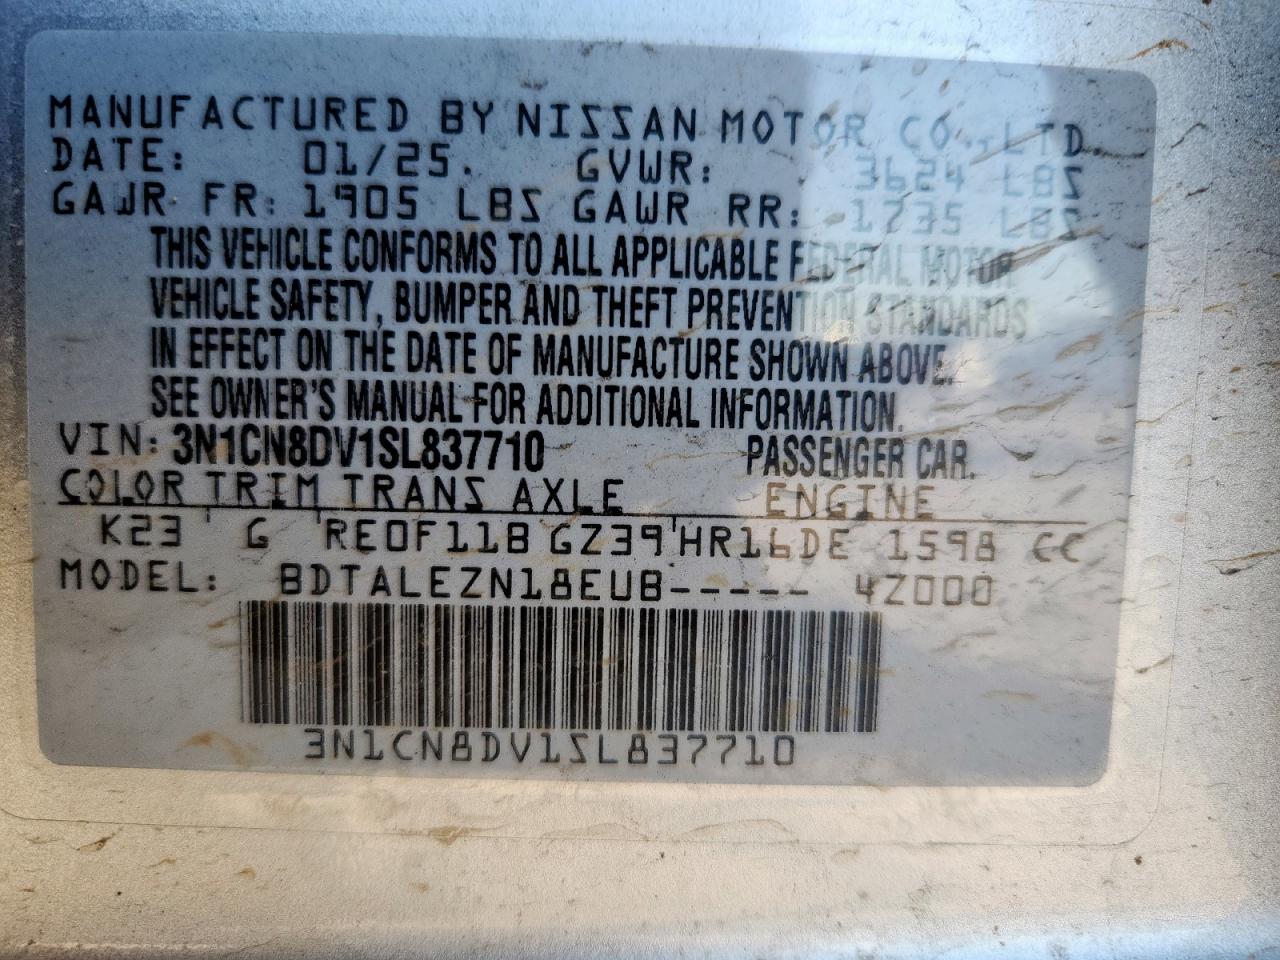 MANUFACTURED BY NISSAN MOTOR CO., LTD.
DATE: 01/25. GVWR: 3624 LBS
GAWR FR: 1905 LBS GAWR RR: 1735 LBS
THIS VEHICLE CONFORMS TO ALL APPLICABLE FEDERAL MOTOR
VEHICLE SAFETY, BUMPER AND THEFT PREVENTION STANDARDS
IN EFFECT ON THE DATE OF MANUFACTURE SHOWN ABOVE.
SEE OWNER'S MANUAL FOR ADDITIONAL INFORMATION.
VIN: 3N1CN8DV1SL837710 PASSENGER CAR.
COLOR TRIM TRANS AXLE ENGINE
K23 G RE0F11B GZ39 HR16DE 1598 CC
MODEL: BDTALEZN18EUB----- 4Z000
3N1CN8DV1SL837710